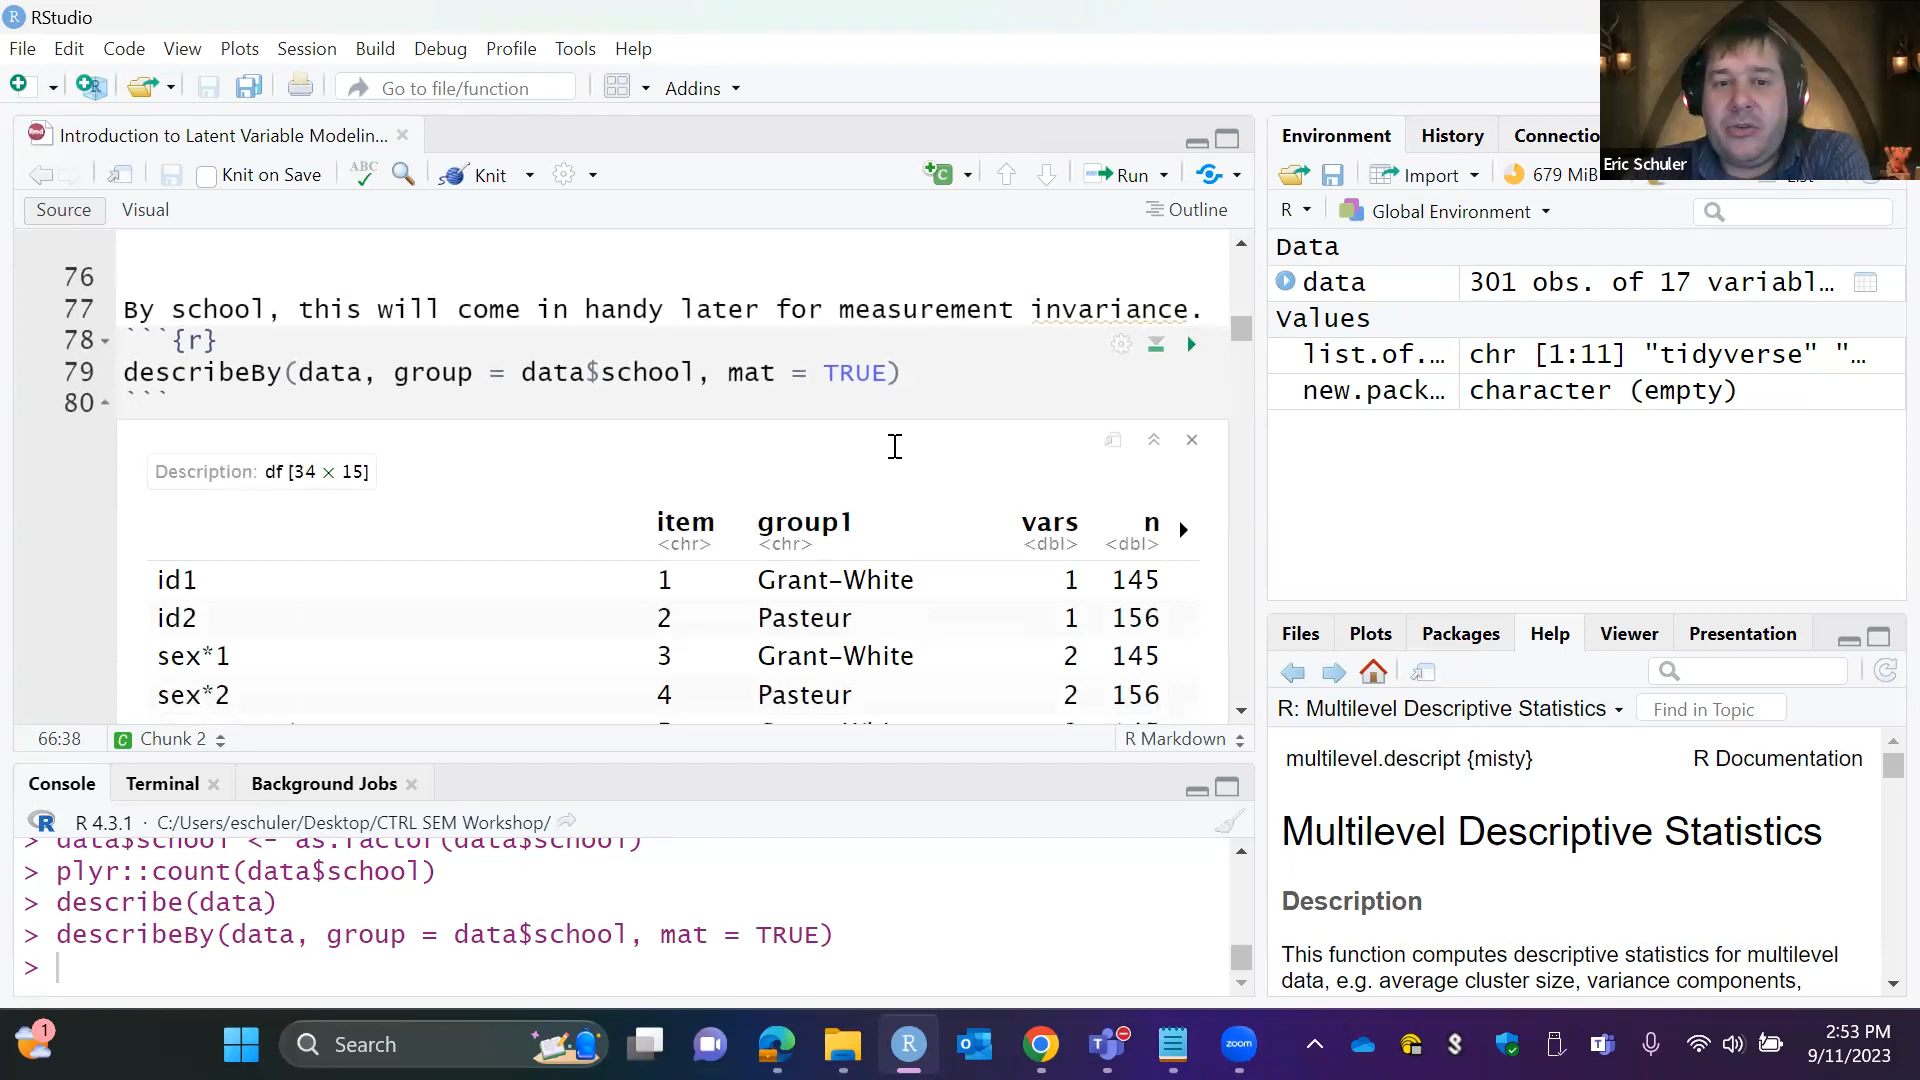 RStudio
File Edit Code View Plots Session Build Debug Profile Tools Help
Go to file/function Addins
Introduction to Latent Variable Modelin...
Knit on Save ABC Knit Run
Source Visual Outline
76
77 By school, this will come in handy later for measurement invariance.
78 ```{r}
79 describeBy(data, group = data$school, mat = TRUE)
80 ```
Description: df [34 × 15]
item group1 vars n
<chr> <chr> <dbl> <dbl>
id1 1 Grant-White 1 145
id2 2 Pasteur 1 156
sex*1 3 Grant-White 2 145
sex*2 4 Pasteur 2 156
66:38 Chunk 2 R Markdown
Console Terminal Background Jobs
R 4.3.1 · C:/Users/eschuler/Desktop/CTRL SEM Workshop/
> data$school <- as.factor(data$school)
> plyr::count(data$school)
> describe(data)
> describeBy(data, group = data$school, mat = TRUE)
>
Eric Schuler
Environment History Connectio
Import 679 MiB
R Global Environment
Data
data 301 obs. of 17 variabl...
Values
list.of.... chr [1:11] "tidyverse" "...
new.pack... character (empty)
Files Plots Packages Help Viewer Presentation
R: Multilevel Descriptive Statistics Find in Topic
multilevel.descript {misty} R Documentation
Multilevel Descriptive Statistics
Description
This function computes descriptive statistics for multilevel
data, e.g. average cluster size, variance components,
1 Search zoom
2:53 PM
9/11/2023